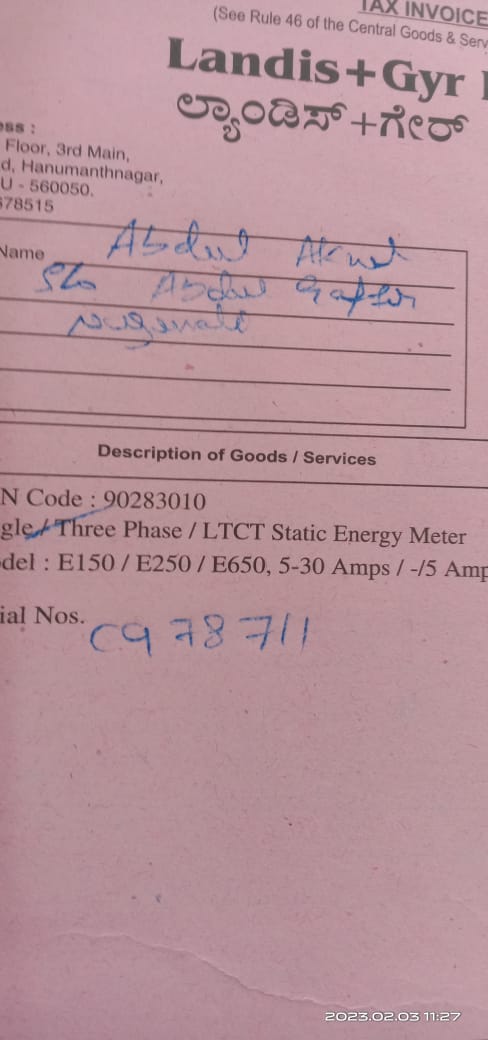 TAX INVOICE
(See Rule 46 of the Central Goods & Serv
Landis+Gyr
ಲ್ಯಾಂಡಿಸ್+ಗೇರ್
ess :
Floor, 3rd Main,
d, Hanumanthnagar,
U - 560050.
678515
Name Abdul
S/o Abdul Gaffur
Description of Goods / Services
N Code : 90283010
gle / Three Phase / LTCT Static Energy Meter
del : E150 / E250 / E650, 5-30 Amps / -/5 Amp
ial Nos. C978711
2023.02.03 11:27